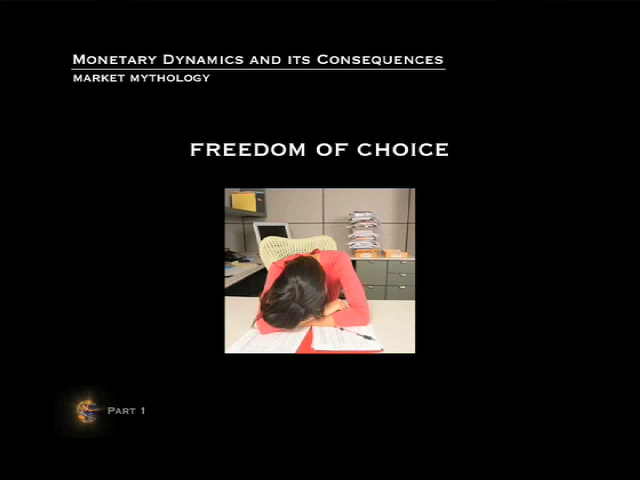 MONETARY DYNAMICS AND ITS CONSEQUENCES
MARKET MYTHOLOGY
FREEDOM OF CHOICE
PART 1